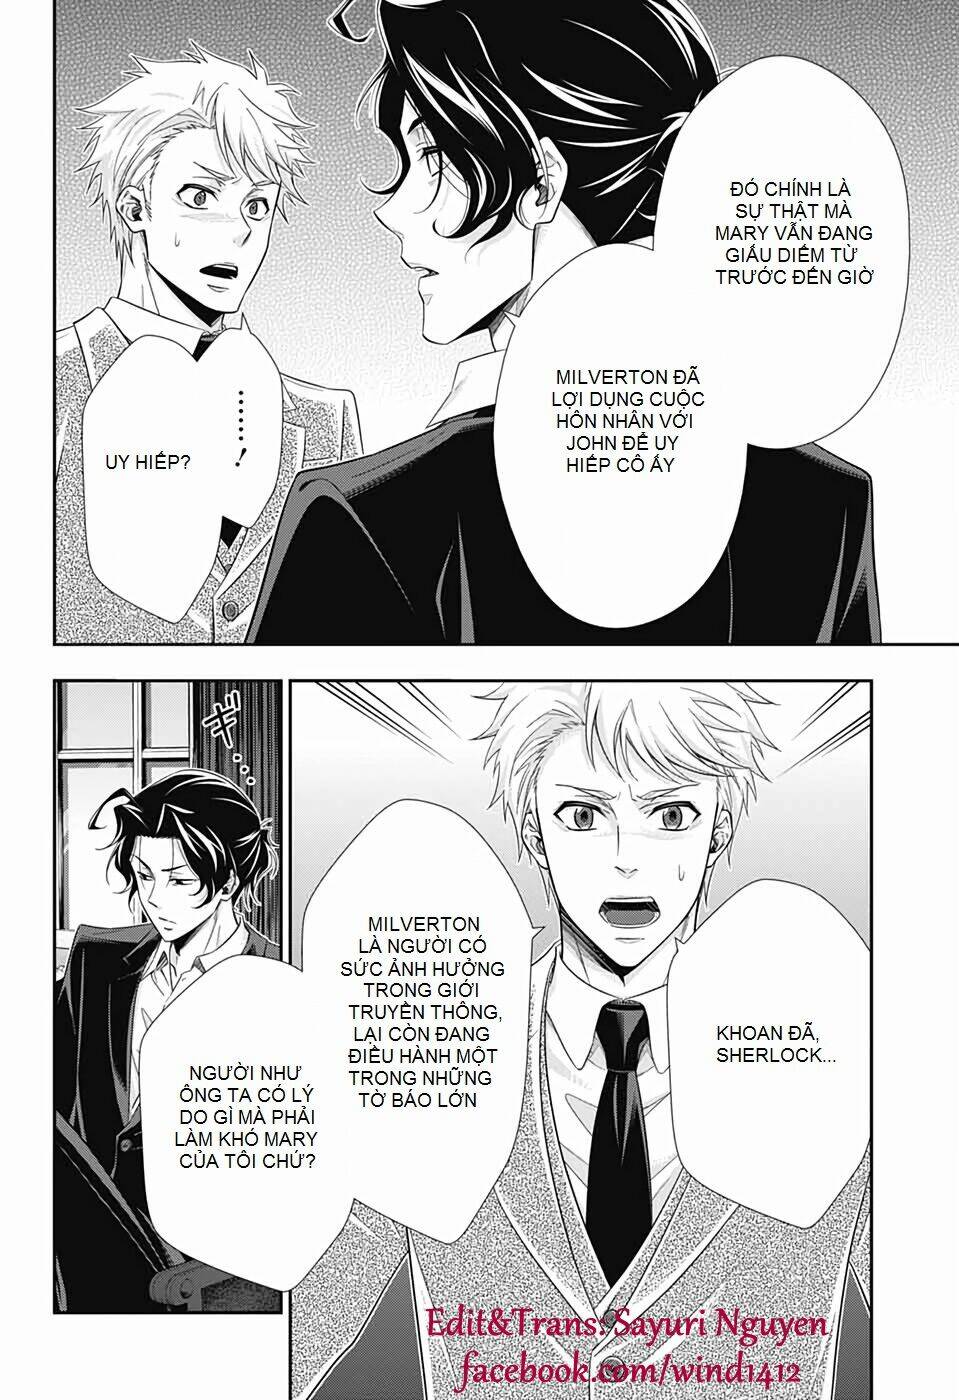 ĐÓ CHÍNH LÀ
SỰ THẬT MÀ
MARY VẪN ĐANG
GIẤU DIẾM TỪ
TRƯỚC ĐẾN GIỜ
MILVERTON ĐÃ
LỢI DỤNG CUỘC
HÔN NHÂN VỚI
JOHN ĐỂ UY
HIẾP CÔ ẤY
........!
UY HIẾP?
KHOAN ĐÃ,
SHERLOCK...
MILVERTON
LÀ NGƯỜI CÓ
SỨC ẢNH HƯỞNG
TRONG GIỚI
TRUYỀN THÔNG,
LẠI CÒN ĐANG
ĐIỀU HÀNH MỘT
TRONG NHỮNG
TỜ BÁO LỚN
NGƯỜI NHƯ
ÔNG TA CÓ LÝ
DO GÌ MÀ PHẢI
LÀM KHÓ MARY
CỦA TÔI CHỨ?
ギ...
Edit&Trans: Sayuri Nguyen
facebook.com/wind1412